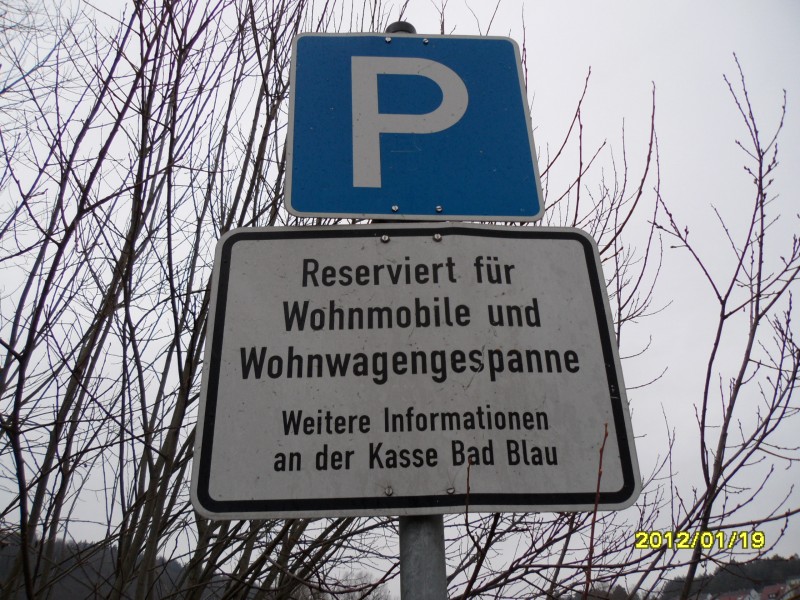 P
Reserviert für
Wohnmobile und
Wohnwagengespanne
Weitere Informationen
an der Kasse Bad Blau
2012/01/19